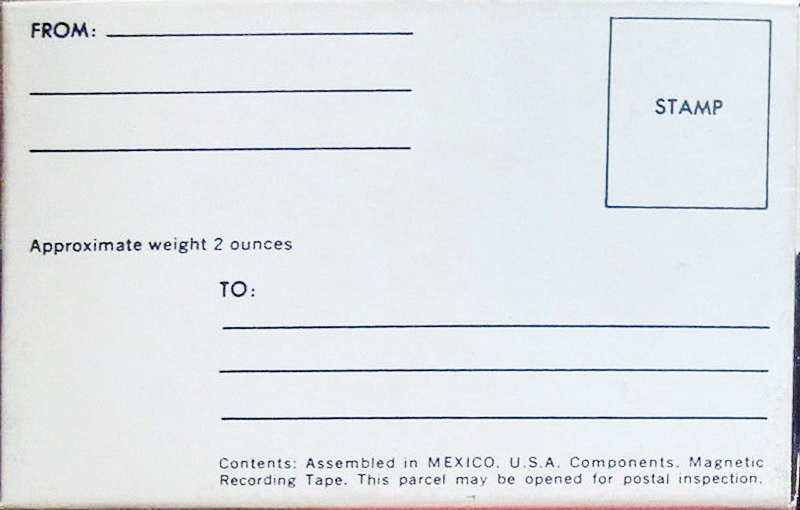 FROM:
STAMP
Approximate weight 2 ounces
TO:
Contents: Assembled in MEXICO. U.S.A. Components. Magnetic
Recording Tape. This parcel may be opened for postal inspection.